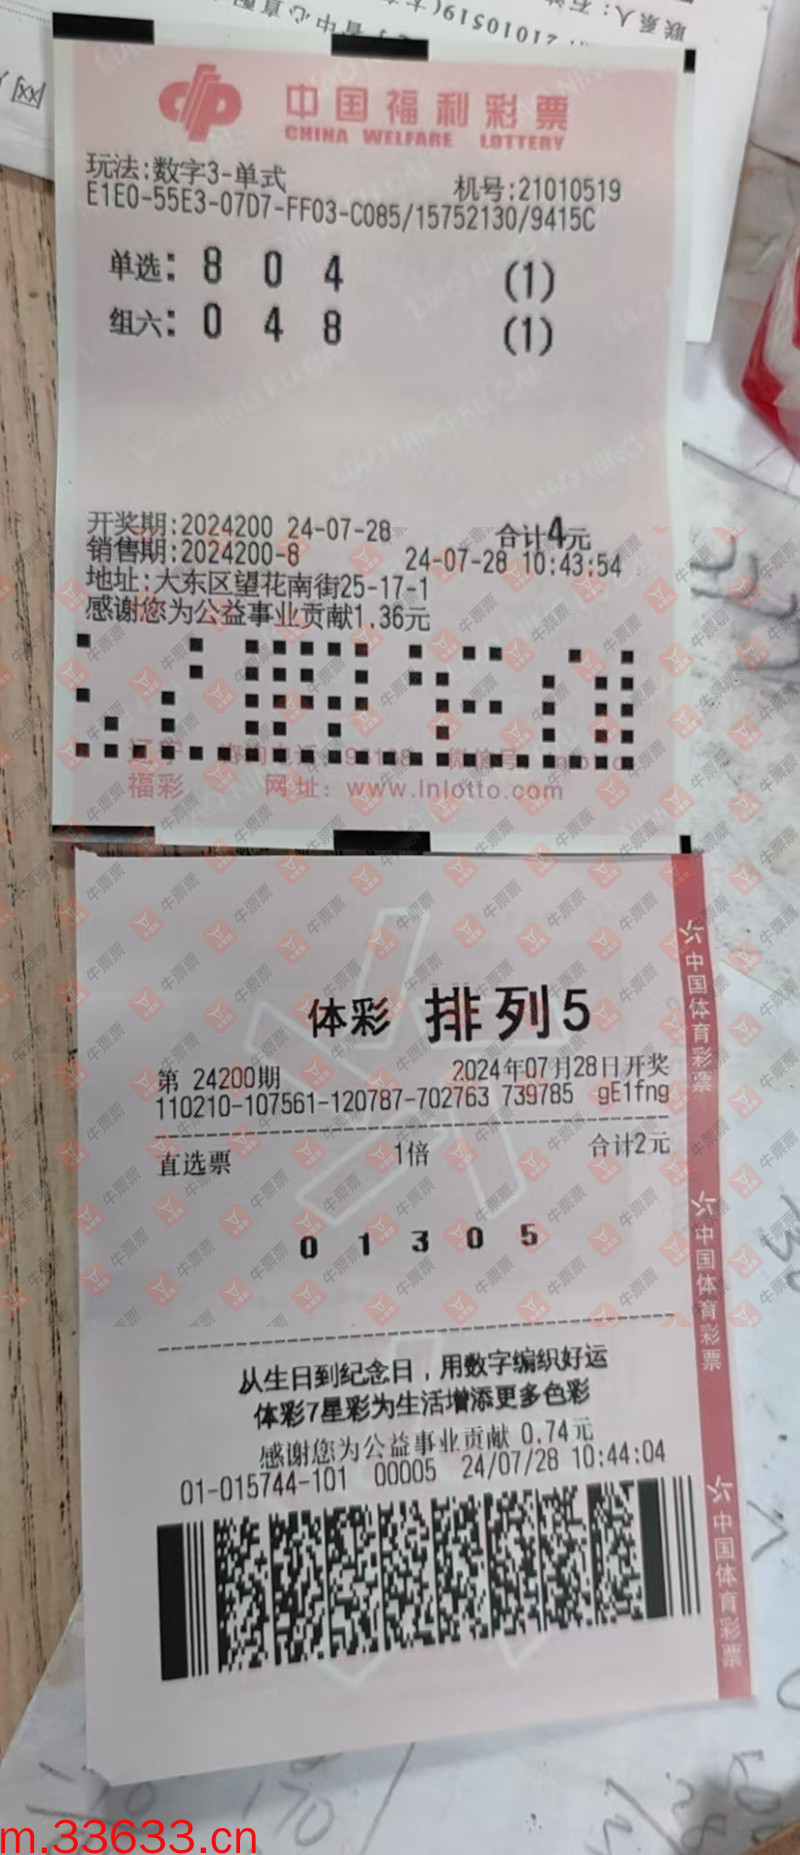 联系人:石
21010519(
中国福利彩票
CHINA WELFARE LOTTERY
玩法:数字3-单式
机号:21010519
E1E0-55E3-07D7-FF03-C085/15752130/9415C
单选: 8 0 4 (1)
组六: 0 4 8 (1)
开奖期:2024200 24-07-28
合计4元
销售期:2024200-8 24-07-28 10:43:54
地址:大东区望花南街25-17-1
感谢您为公益事业贡献1.36元
辽宁
福彩 网址: www.lnlotto.com
体彩 排列5
第 24200期 2024年07月28日开奖
110210-107561-120787-702763 739785 gE1fng
直选票 1倍 合计2元
0 1 3 0 5
从生日到纪念日，用数字编织好运
体彩7星彩为生活增添更多色彩
感谢您为公益事业贡献 0.74元
01-015744-101 00005 24/07/28 10:44:04
中国体育彩票
中国体育彩票
中国体育彩票
牛票票
m.33633.cn